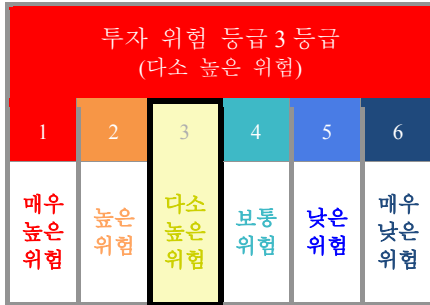 투자 위험 등급 3 등급
(다소 높은 위험)
1 2 3 4 5 6
매우 높은 위험
높은 위험
다소 높은 위험
보통 위험
낮은 위험
매우 낮은 위험